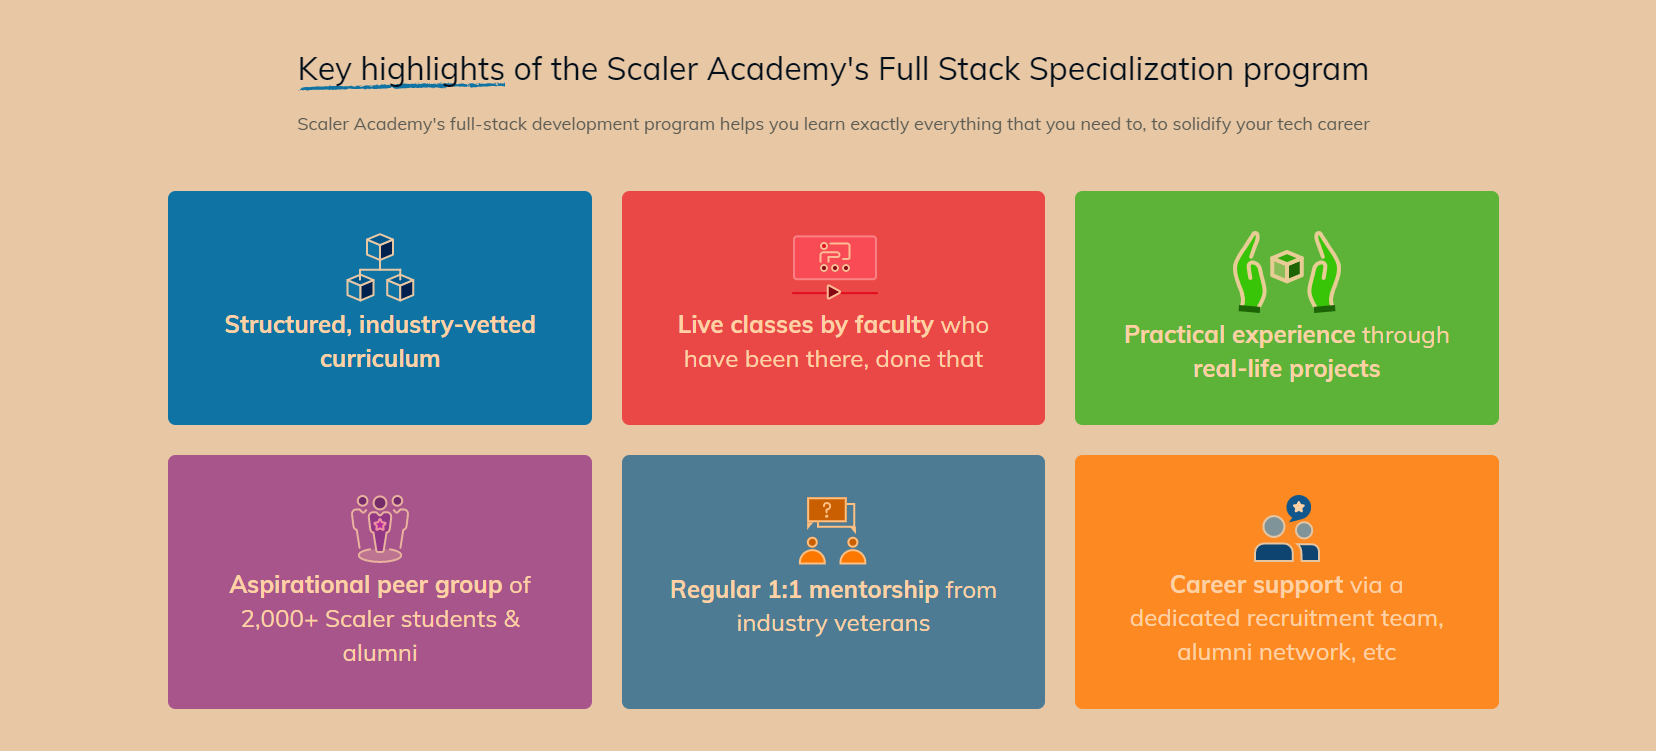 Key highlights of the Scaler Academy's Full Stack Specialization program
Scaler Academy's full-stack development program helps you learn exactly everything that you need to, to solidify your tech career
Structured, industry-vetted
curriculum
Live classes by faculty who
have been there, done that
Practical experience through
real-life projects
Aspirational peer group of
2,000+ Scaler students &
alumni
?
Regular 1:1 mentorship from
industry veterans
Career support via a
dedicated recruitment team,
alumni network, etc